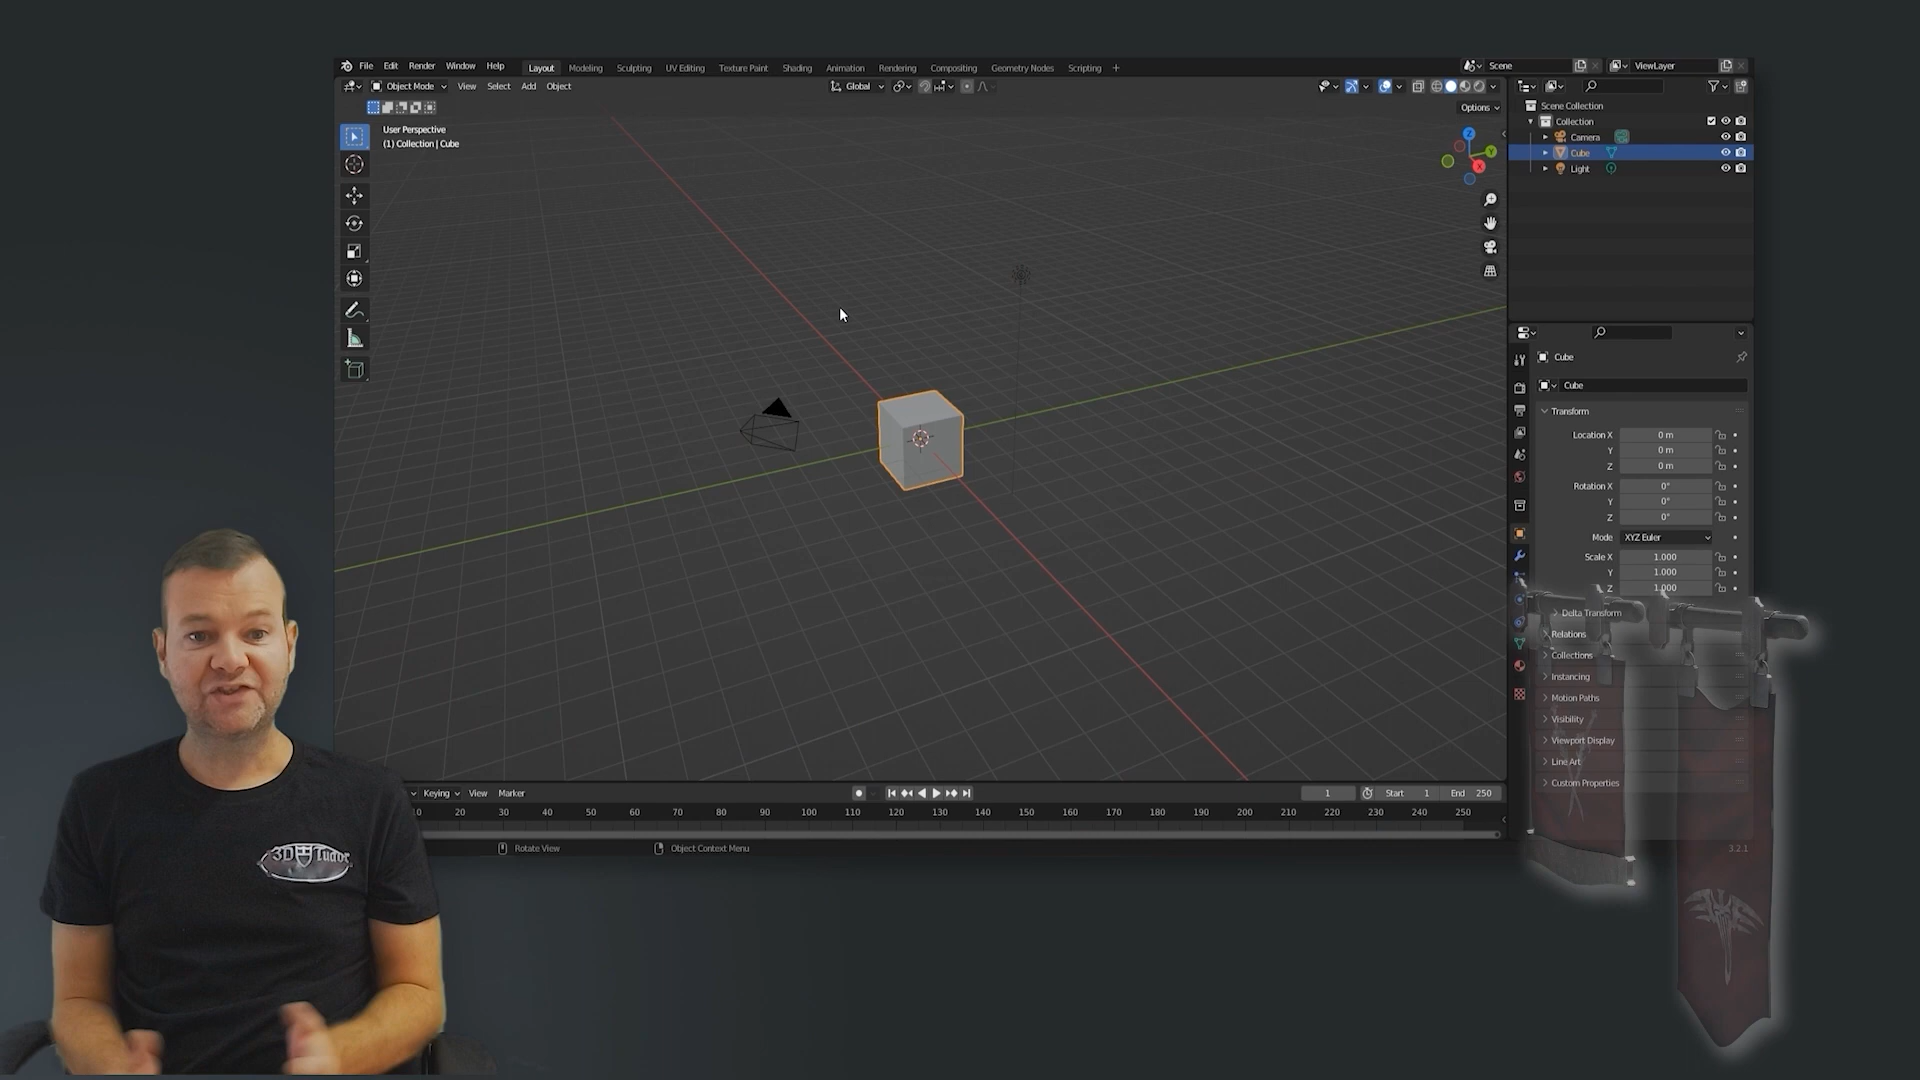 File Edit Render Window Help Layout Modeling Sculpting UV Editing Texture Paint Shading Animation Rendering Compositing Geometry Nodes Scripting +
Scene
ViewLayer
Object Mode View Select Add Object
Global
Options
User Perspective
(1) Collection | Cube
Z
Y
X
Scene Collection
Collection
Camera
Cube
Light
Cube
Cube
Transform
Location X 0 m
Y 0 m
Z 0 m
Rotation X 0°
Y 0°
Z 0°
Mode XYZ Euler
Scale X 1.000
Y 1.000
Z 1.000
Delta Transform
Relations
Collections
Instancing
Motion Paths
Visibility
Viewport Display
Line Art
Custom Properties
Keying View Marker
1 Start 1 End 250
10 20 30 40 50 60 70 80 90 100 110 120 130 140 150 160 170 180 190 200 210 220 230 240 250
Rotate View
Object Context Menu
3.2.1
3D Tudor